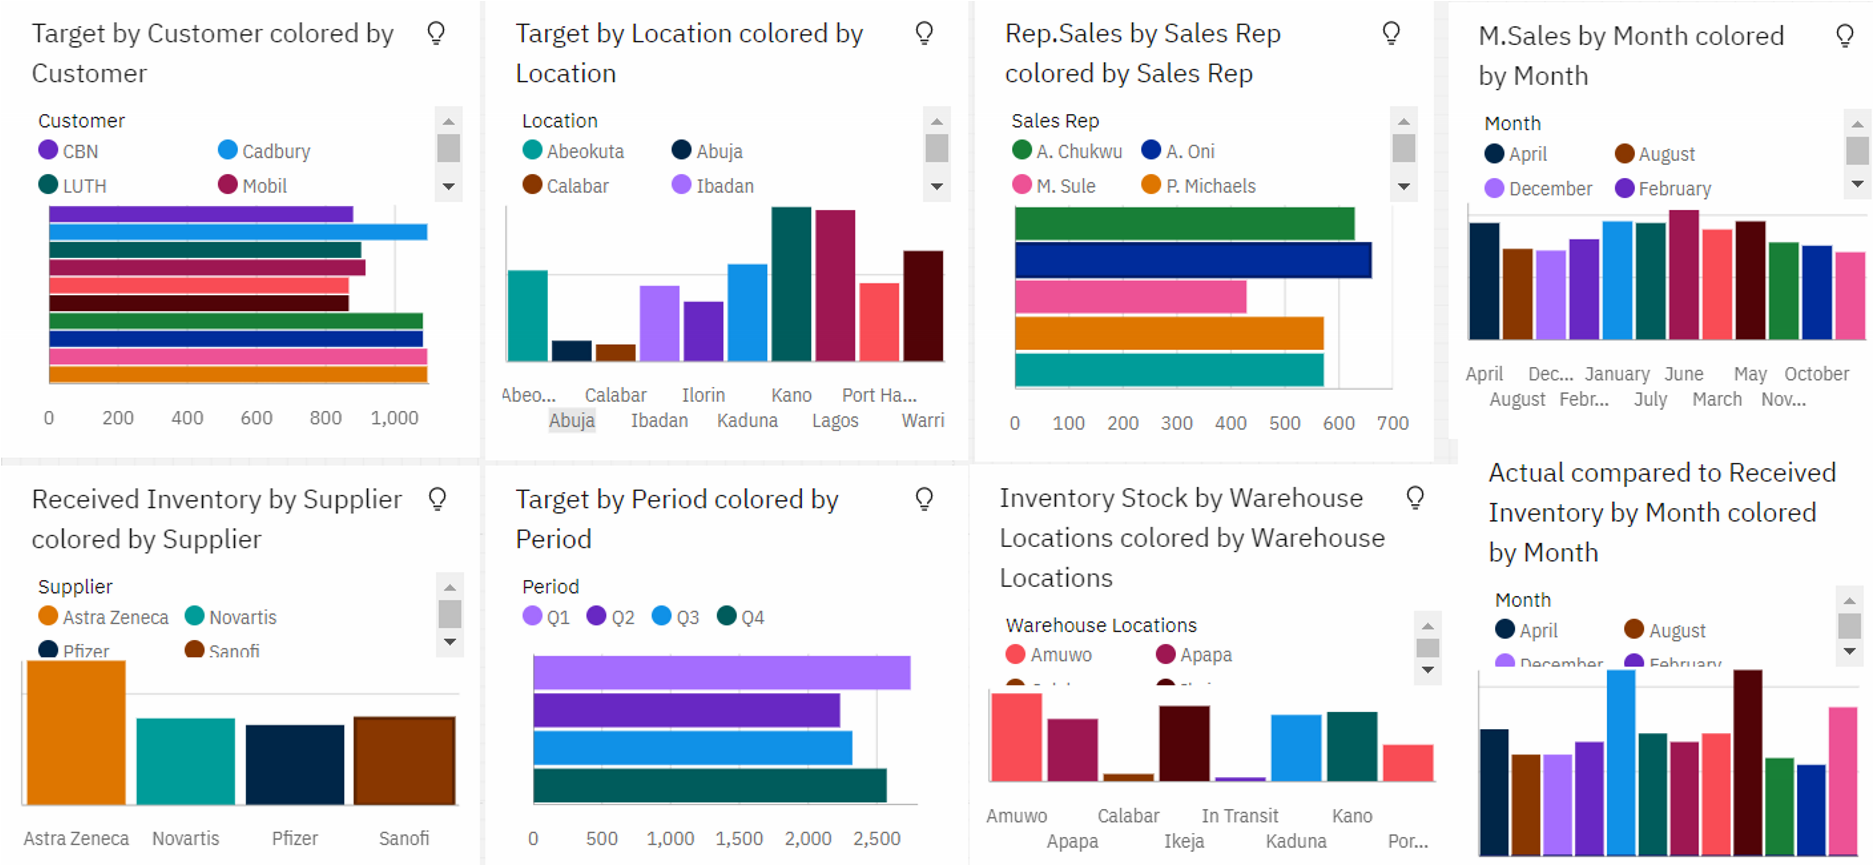 Target by Customer colored by
Customer
Customer
CBN
Cadbury
LUTH
Mobil
0 200 400 600 800 1,000
Target by Location colored by
Location
Location
Abeokuta
Abuja
Calabar
Ibadan
Abeo... Calabar Ilorin Kano Port Ha...
Abuja Ibadan Kaduna Lagos Warri
Rep.Sales by Sales Rep
colored by Sales Rep
Sales Rep
A. Chukwu
A. Oni
M. Sule
P. Michaels
0 100 200 300 400 500 600 700
M.Sales by Month colored
by Month
Month
April
August
December
February
April Dec... January June May October
August Febr... July March Nov...
Received Inventory by Supplier
colored by Supplier
Supplier
Astra Zeneca
Novartis
Pfizer
Sanofi
Astra Zeneca Novartis Pfizer Sanofi
Target by Period colored by
Period
Period
Q1 Q2 Q3 Q4
0 500 1,000 1,500 2,000 2,500
Inventory Stock by Warehouse
Locations colored by Warehouse
Locations
Warehouse Locations
Amuwo
Apapa
Amuwo Calabar In Transit Kano
Apapa Ikeja Kaduna Por...
Actual compared to Received
Inventory by Month colored
by Month
Month
April
August
December
February